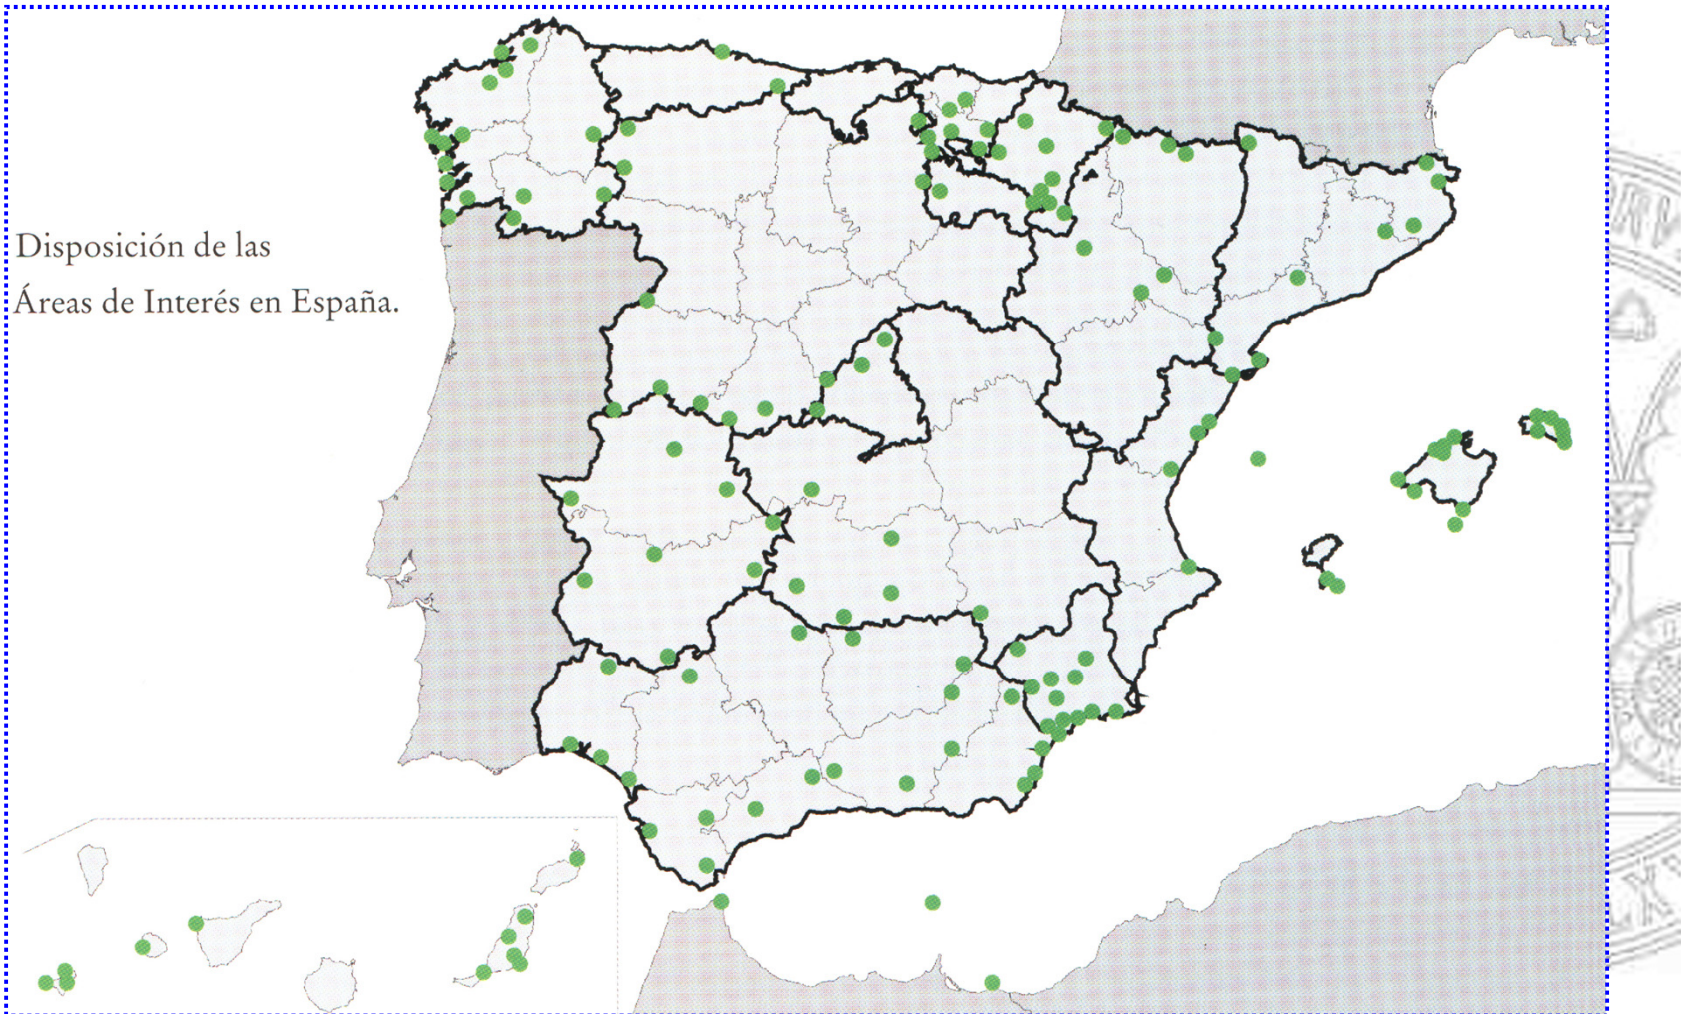 Disposición de las
Áreas de Interés en España.